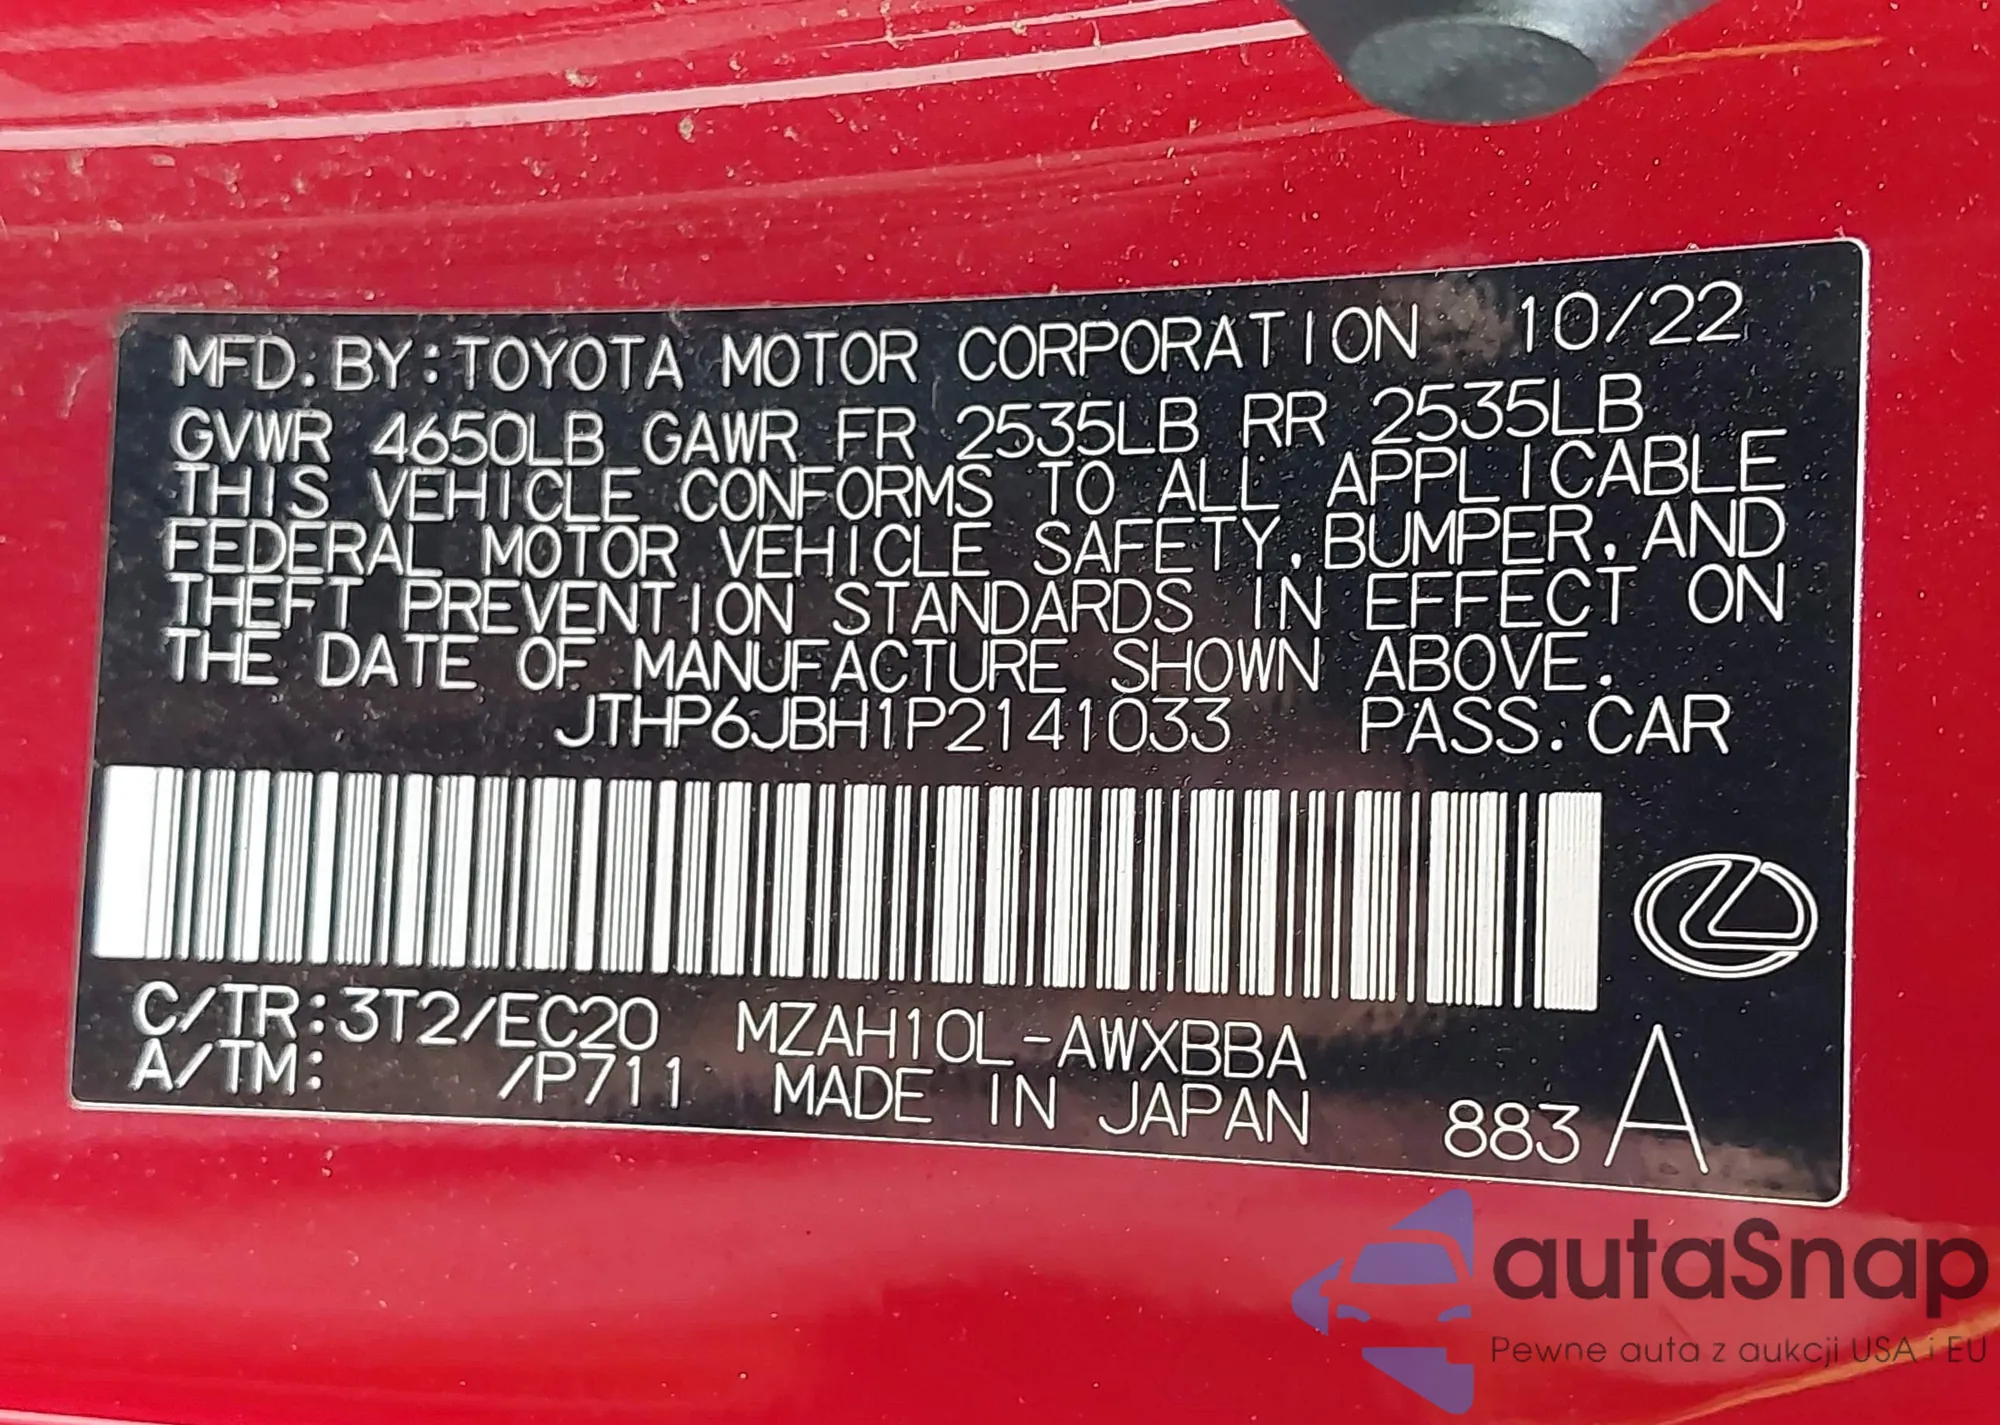 MFD. BY: TOYOTA MOTOR CORPORATION 10/22
GVWR 4650LB GAWR FR 2535LB RR 2535LB
THIS VEHICLE CONFORMS TO ALL APPLICABLE
FEDERAL MOTOR VEHICLE SAFETY, BUMPER, AND
THEFT PREVENTION STANDARDS IN EFFECT ON
THE DATE OF MANUFACTURE SHOWN ABOVE.
JTHP6JBH1P2141033 PASS. CAR
C/TR: 3T2/EC20 MZAH10L-AWXBBA
A/TM: /P711 MADE IN JAPAN 883 A
autoSnap
Pewne auta z aukcji USA i EU